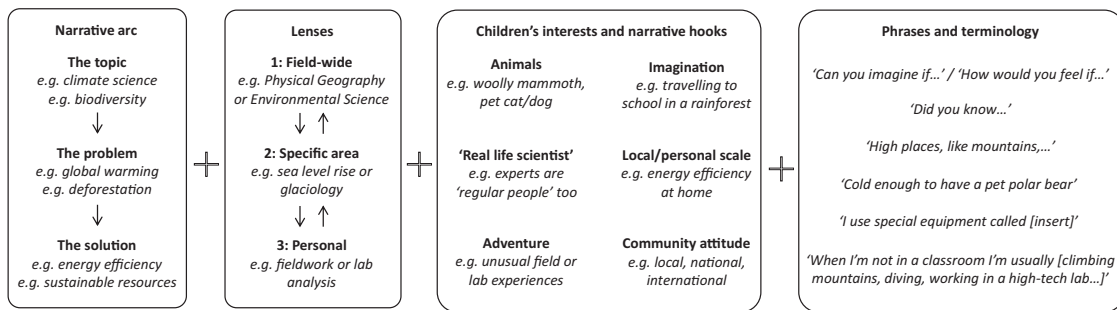 Narrative arc
The topic
e.g. climate science
e.g. biodiversity
The problem
e.g. global warming
e.g. deforestation
The solution
e.g. energy efficiency
e.g. sustainable resources
Lenses
1: Field-wide
e.g. Physical Geography
or Environmental Science
2: Specific area
e.g. sea level rise or
glaciology
3: Personal
e.g. fieldwork or lab
analysis
Children’s interests and narrative hooks
Animals
e.g. woolly mammoth,
pet cat/dog
Imagination
e.g. travelling to
school in a rainforest
‘Real life scientist’
e.g. experts are
‘regular people’ too
Local/personal scale
e.g. energy efficiency
at home
Adventure
e.g. unusual field or
lab experiences
Community attitude
e.g. local, national,
international
Phrases and terminology
‘Can you imagine if…’ / ‘How would you feel if…’
‘Did you know…’
‘High places, like mountains,…’
‘Cold enough to have a pet polar bear’
‘I use special equipment called [insert]’
‘When I’m not in a classroom I’m usually [climbing
mountains, diving, working in a high-tech lab…]’